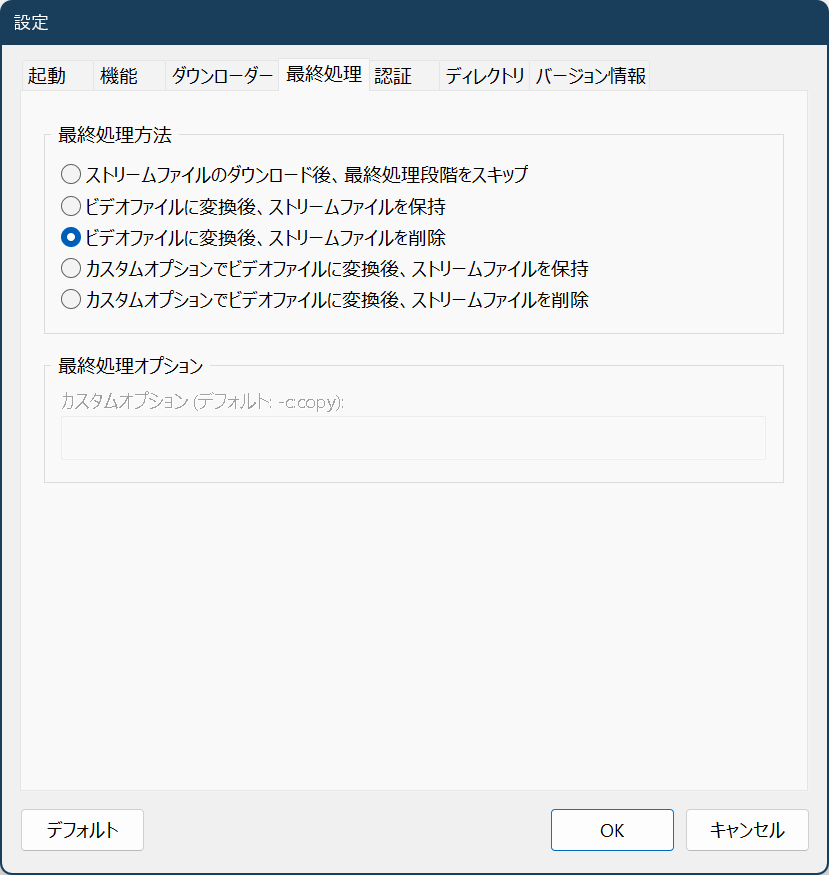 設定
起動 機能 ダウンローダー 最終処理 認証 ディレクトリ バージョン情報
最終処理方法
ストリームファイルのダウンロード後、最終処理段階をスキップ
ビデオファイルに変換後、ストリームファイルを保持
ビデオファイルに変換後、ストリームファイルを削除
カスタムオプションでビデオファイルに変換後、ストリームファイルを保持
カスタムオプションでビデオファイルに変換後、ストリームファイルを削除
最終処理オプション
カスタムオプション (デフォルト: -c:copy):
デフォルト OK キャンセル